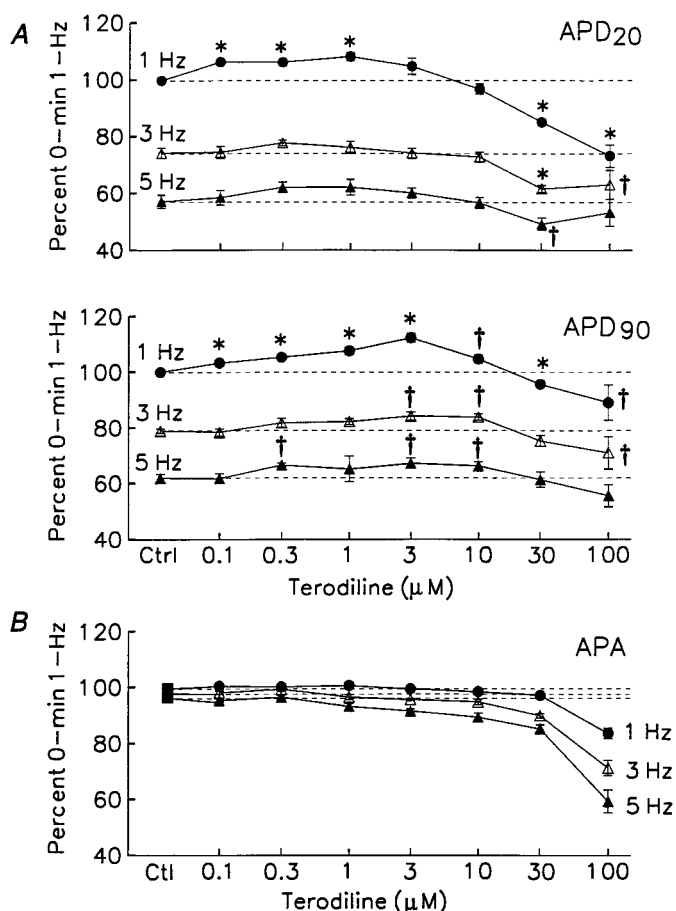 A
APD20
Percent 0-min 1-Hz
120
100
80
60
40
1 Hz
3 Hz
5 Hz
* * * * *
*
†
†
APD90
Percent 0-min 1-Hz
120
100
80
60
40
1 Hz
3 Hz
5 Hz
* * * * † * †
† † †
† † †
Ctrl 0.1 0.3 1 3 10 30 100
Terodiline (μM)
B
APA
Percent 0-min 1-Hz
120
100
80
60
40
1 Hz
3 Hz
5 Hz
Ctl 0.1 0.3 1 3 10 30 100
Terodiline (μM)